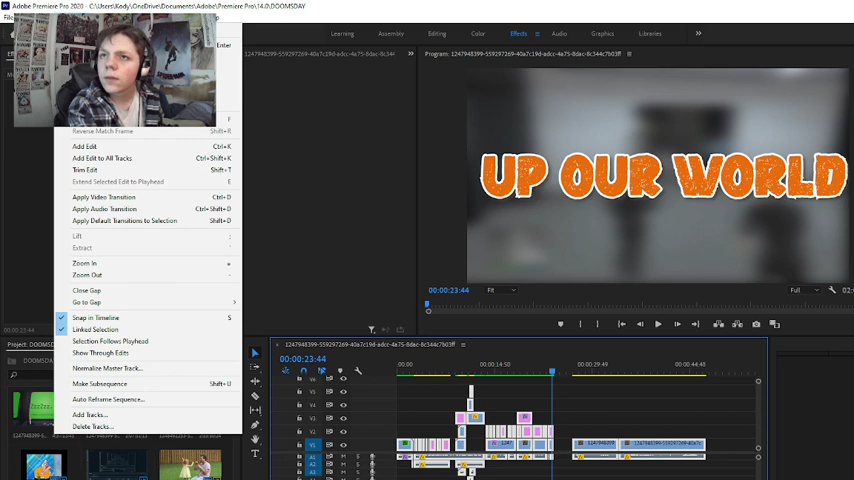 Adobe Premiere Pro 2020 - C:\Users\Kody\OneDrive\Documents\Adobe\Premiere Pro\14.0\DOOMSDAY
Learning Assembly Color Effects Audio Graphics Libraries
Enter
Program: 1247948399-559297269-40a7c19d-adcc-4a75-8dac-8c344c7b03ff
F
Reverse Match Frame Shift+R
Add Edit Ctrl+K
Add Edit to All Tracks Ctrl+Shift+K
Trim Edit Shift+T
Extend Selected Edit to Playhead E
UP OUR WORLD
Apply Video Transition Ctrl+D
Apply Audio Transition Ctrl+Shift+D
Apply Default Transitions to Selection Shift+D
Lift ;
Extract '
Zoom In =
Zoom Out -
Close Gap
00:00:23:44 Fit Full
Go to Gap
Snap in Timeline S
Linked Selection
Selection Follows Playhead
Project: DOOMSD
1247948399-559297269-40a7c19d-adcc-4a75-8dac-8c344c7b03ff
Show Through Edits
00:00:23:44
DOOMSDAY
Normalize Master Track...
:00:00 00:00:14:50 00:00:29:49 00:00:44:48
Make Subsequence Shift+U
V5
Auto Reframe Sequence...
V4
Add Tracks...
V3
Delete Tracks...
V2
V1
A1 M S
A2 M S
A3 M S